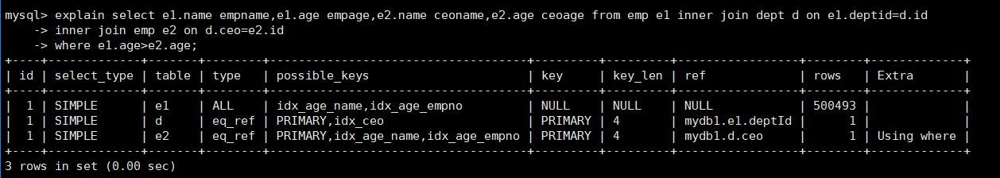 mysql> explain select e1.name empname,e1.age empage,e2.name ceoname,e2.age ceoage from emp e1 inner join dept d on e1.deptid=d.id
    -> inner join emp e2 on d.ceo=e2.id
    -> where e1.age>e2.age;
+----+-------------+-------+--------+---------------------------------+---------+---------+-----------------+--------+-------------+
| id | select_type | table | type   | possible_keys                   | key     | key_len | ref             | rows   | Extra       |
+----+-------------+-------+--------+---------------------------------+---------+---------+-----------------+--------+-------------+
|  1 | SIMPLE      | e1    | ALL    | idx_age_name,idx_age_empno      | NULL    | NULL    | NULL            | 500493 |             |
|  1 | SIMPLE      | d     | eq_ref | PRIMARY,idx_ceo                 | PRIMARY | 4       | mydb1.e1.deptId |      1 |             |
|  1 | SIMPLE      | e2    | eq_ref | PRIMARY,idx_age_name,idx_age_empno | PRIMARY | 4       | mydb1.d.ceo     |      1 | Using where |
+----+-------------+-------+--------+---------------------------------+---------+---------+-----------------+--------+-------------+
3 rows in set (0.00 sec)